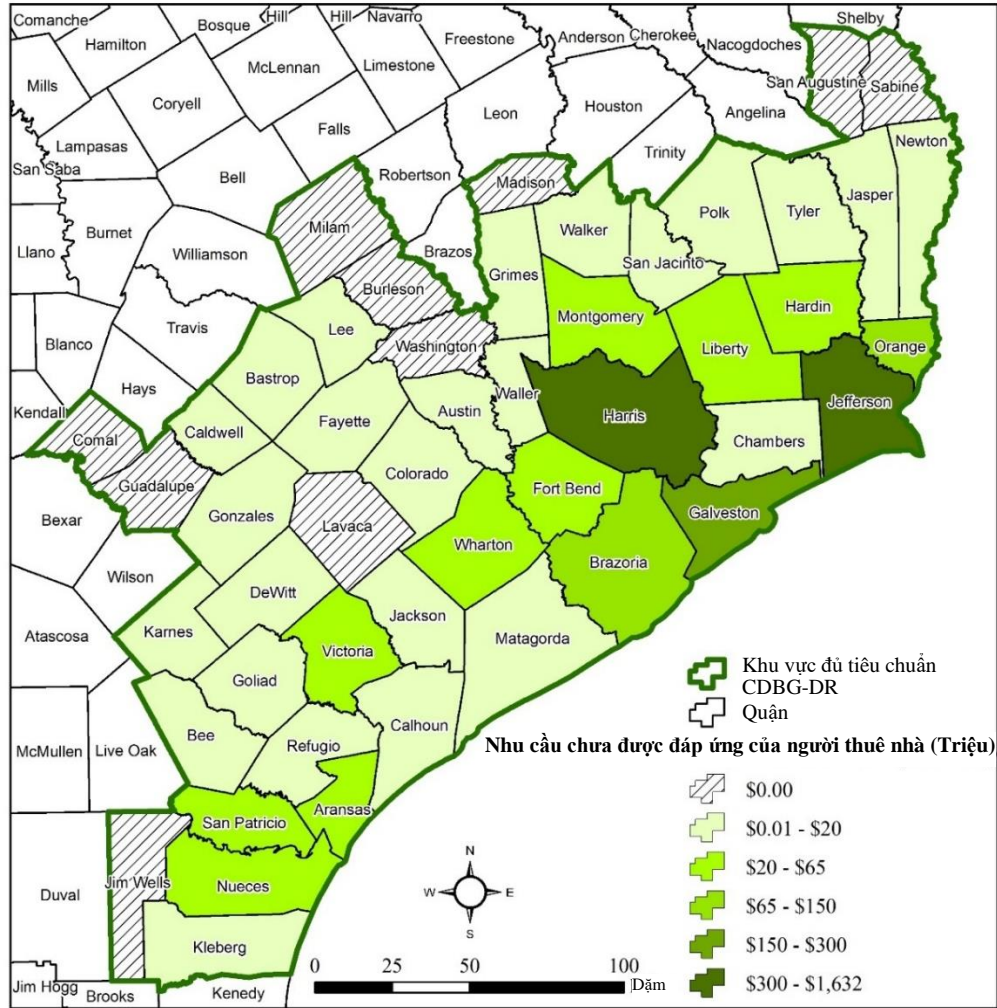 Comanche
Bosque
Hill
Hill
Navarro
Freestone
Anderson
Cherokee
Nacogdoches
Shelby
Hamilton
McLennan
Limestone
San Augustine
Sabine
Mills
Coryell
Leon
Houston
Angelina
Falls
Lampasas
San Saba
Bell
Robertson
Madison
Trinity
Newton
Jasper
Milam
Polk
Tyler
Burnet
Llano
Williamson
Brazos
Walker
Grimes
San Jacinto
Burleson
Montgomery
Hardin
Lee
Travis
Washington
Liberty
Orange
Blanco
Bastrop
Hays
Waller
Harris
Jefferson
Kendall
Caldwell
Fayette
Austin
Comal
Chambers
Colorado
Guadalupe
Fort Bend
Bexar
Gonzales
Lavaca
Galveston
Wharton
Brazoria
Wilson
DeWitt
Jackson
Atascosa
Karnes
Matagorda
Victoria
Goliad
Khu vực đủ tiêu chuẩn
CDBG-DR
Quận
Calhoun
Bee
McMullen
Live Oak
Refugio
Nhu cầu chưa được đáp ứng của người thuê nhà (Triệu)
$0.00
Aransas
San Patricio
$0.01 - $20
N
Jim Wells
Nueces
$20 - $65
Duval
W
E
$65 - $150
S
Kleberg
$150 - $300
0 25 50 100
Dặm
$300 - $1,632
Jim Hogg
Brooks
Kenedy